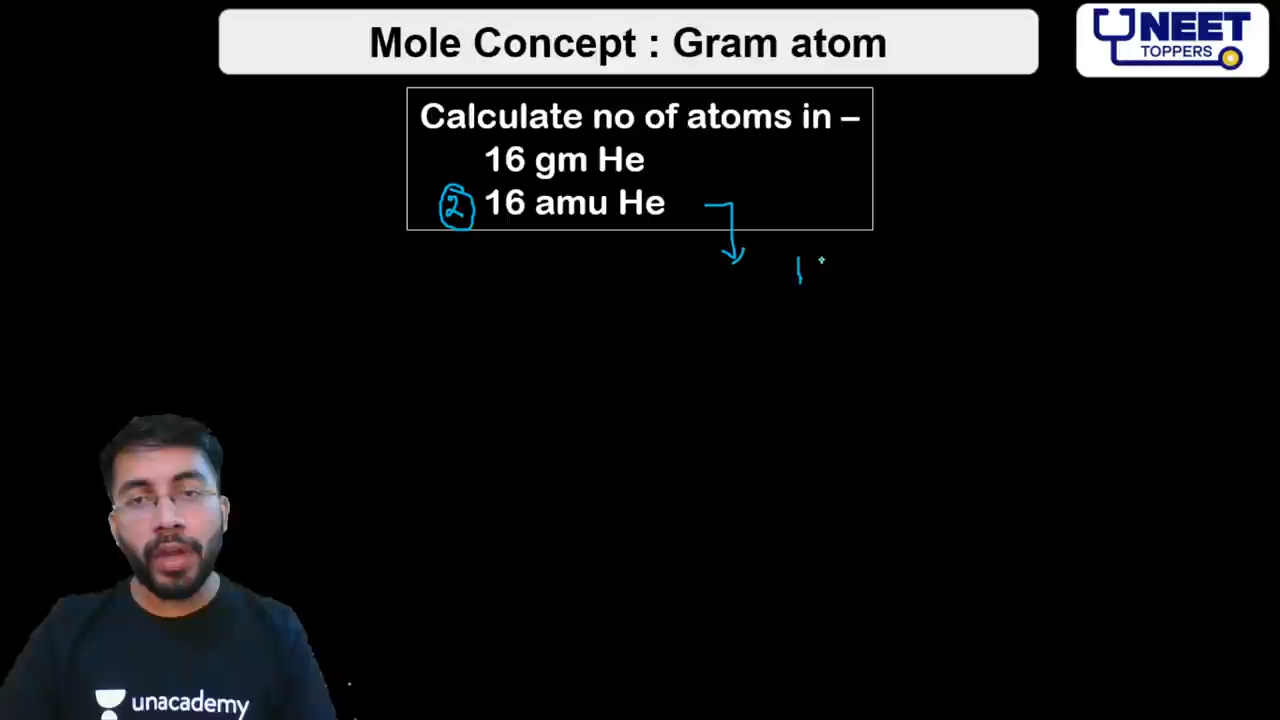 Mole Concept : Gram atom
NEET
TOPPERS
Calculate no of atoms in –
16 gm He
2 16 amu He
1
unacademy